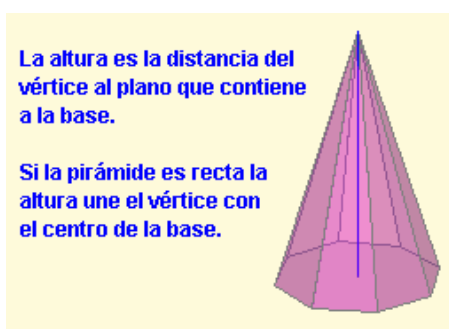 La altura es la distancia del
vértice al plano que contiene
a la base.
Si la pirámide es recta la
altura une el vértice con
el centro de la base.